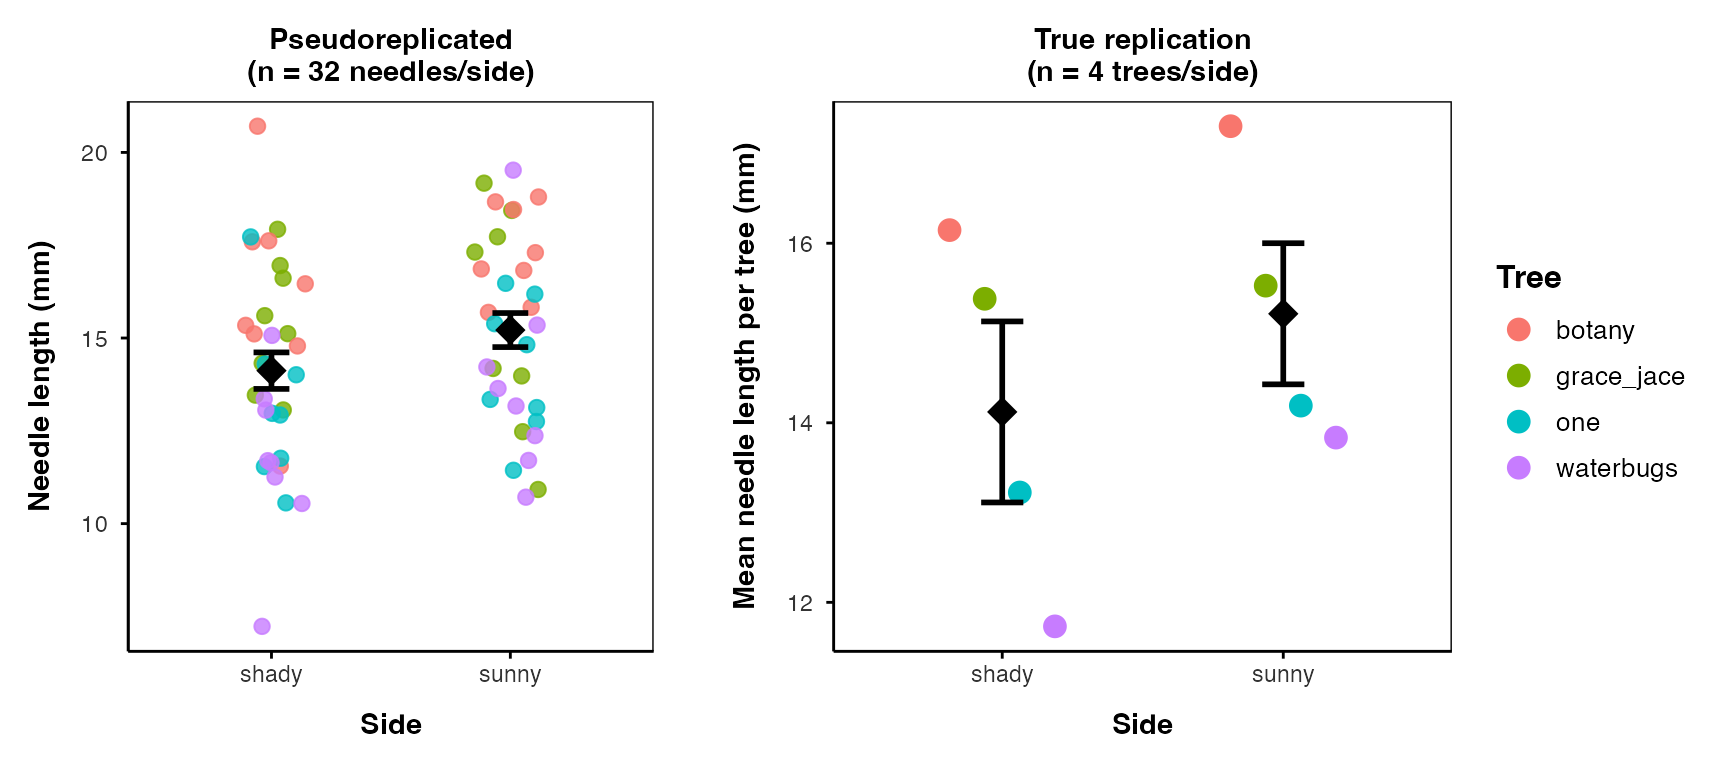 Pseudoreplicated
(n = 32 needles/side)
Needle length (mm)
20
15
10
shady
sunny
Side
True replication
(n = 4 trees/side)
Mean needle length per tree (mm)
16
14
12
shady
sunny
Side
Tree
botany
grace_jace
one
waterbugs